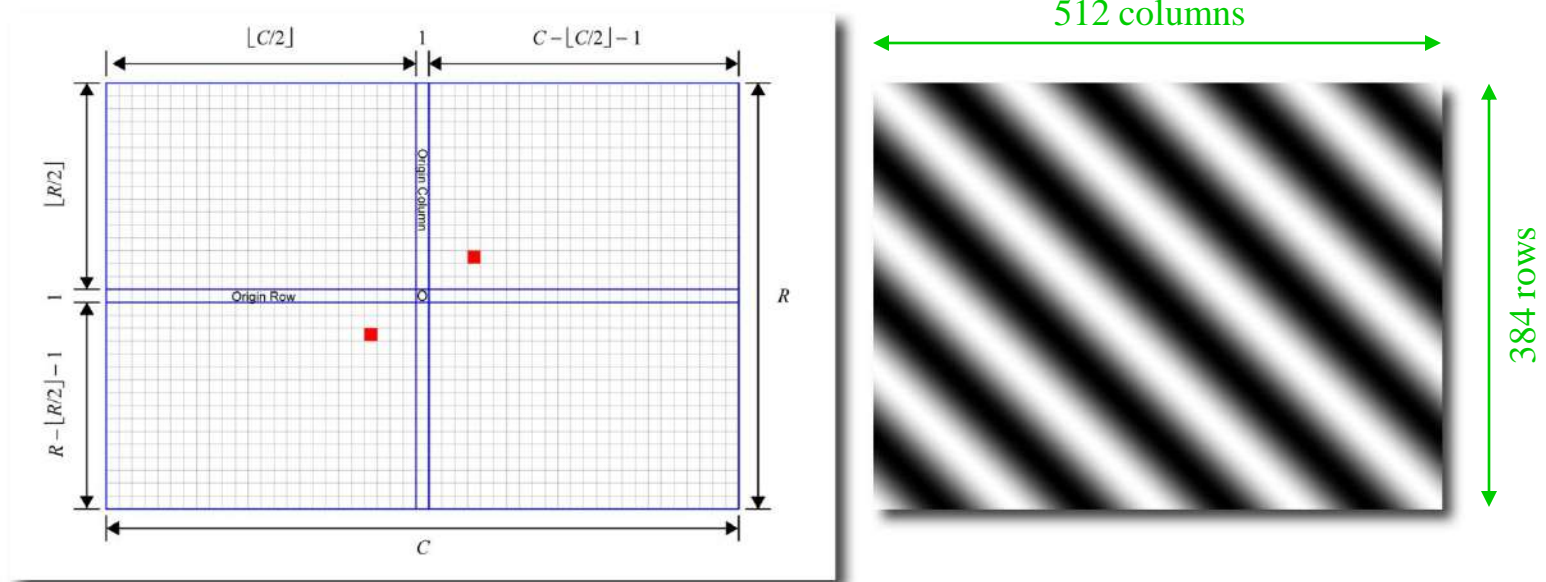 ⌊C/2⌋
1
C − ⌊C/2⌋ − 1
512 columns
⌊R/2⌋
Origin Column
1
Origin Row
O
R
R − ⌊R/2⌋ − 1
C
384 rows